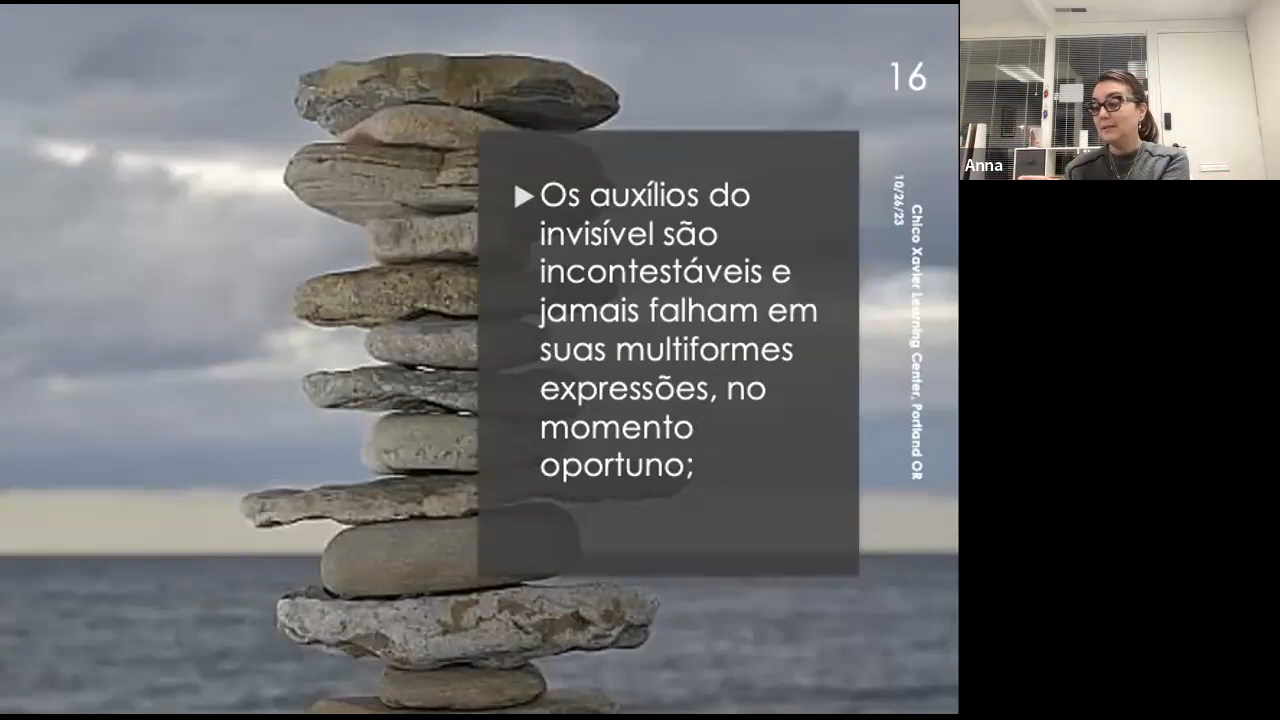 16
Os auxílios do
invisível são
incontestáveis e
jamais falham em
suas multiformes
expressões, no
momento
oportuno;
10/26/23
Chico Xavier Learning Center, Portland OR
Anna